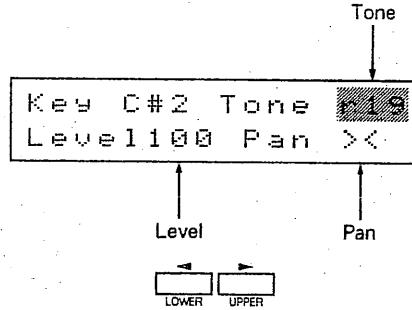 Tone
Key C#2 Tone r19
Level100 Pan ><
Level
Pan
LOWER
UPPER